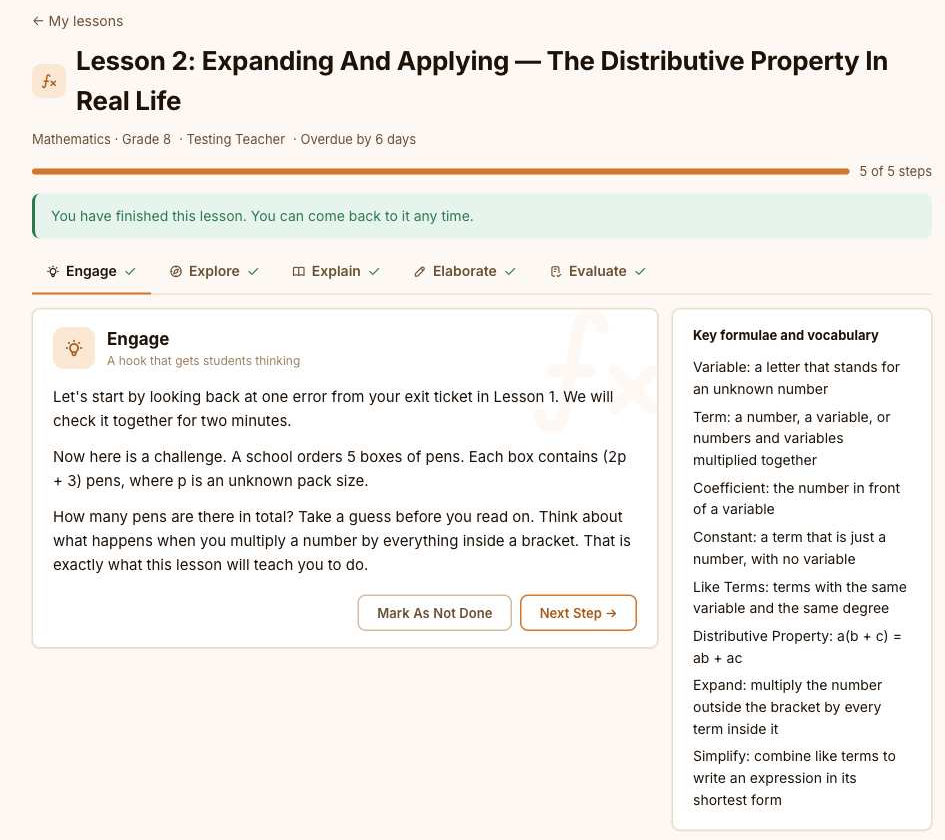 ← My lessons
Lesson 2: Expanding And Applying — The Distributive Property In
Real Life
Mathematics · Grade 8 · Testing Teacher · Overdue by 6 days
5 of 5 steps
You have finished this lesson. You can come back to it any time.
Engage ✓ Explore ✓ Explain ✓ Elaborate ✓ Evaluate ✓
Engage
A hook that gets students thinking
Let's start by looking back at one error from your exit ticket in Lesson 1. We will
check it together for two minutes.
Now here is a challenge. A school orders 5 boxes of pens. Each box contains (2p
+ 3) pens, where p is an unknown pack size.
How many pens are there in total? Take a guess before you read on. Think about
what happens when you multiply a number by everything inside a bracket. That is
exactly what this lesson will teach you to do.
Mark As Not Done
Next Step →
Key formulae and vocabulary
Variable: a letter that stands for
an unknown number
Term: a number, a variable, or
numbers and variables
multiplied together
Coefficient: the number in front
of a variable
Constant: a term that is just a
number, with no variable
Like Terms: terms with the same
variable and the same degree
Distributive Property: a(b + c) =
ab + ac
Expand: multiply the number
outside the bracket by every
term inside it
Simplify: combine like terms to
write an expression in its
shortest form